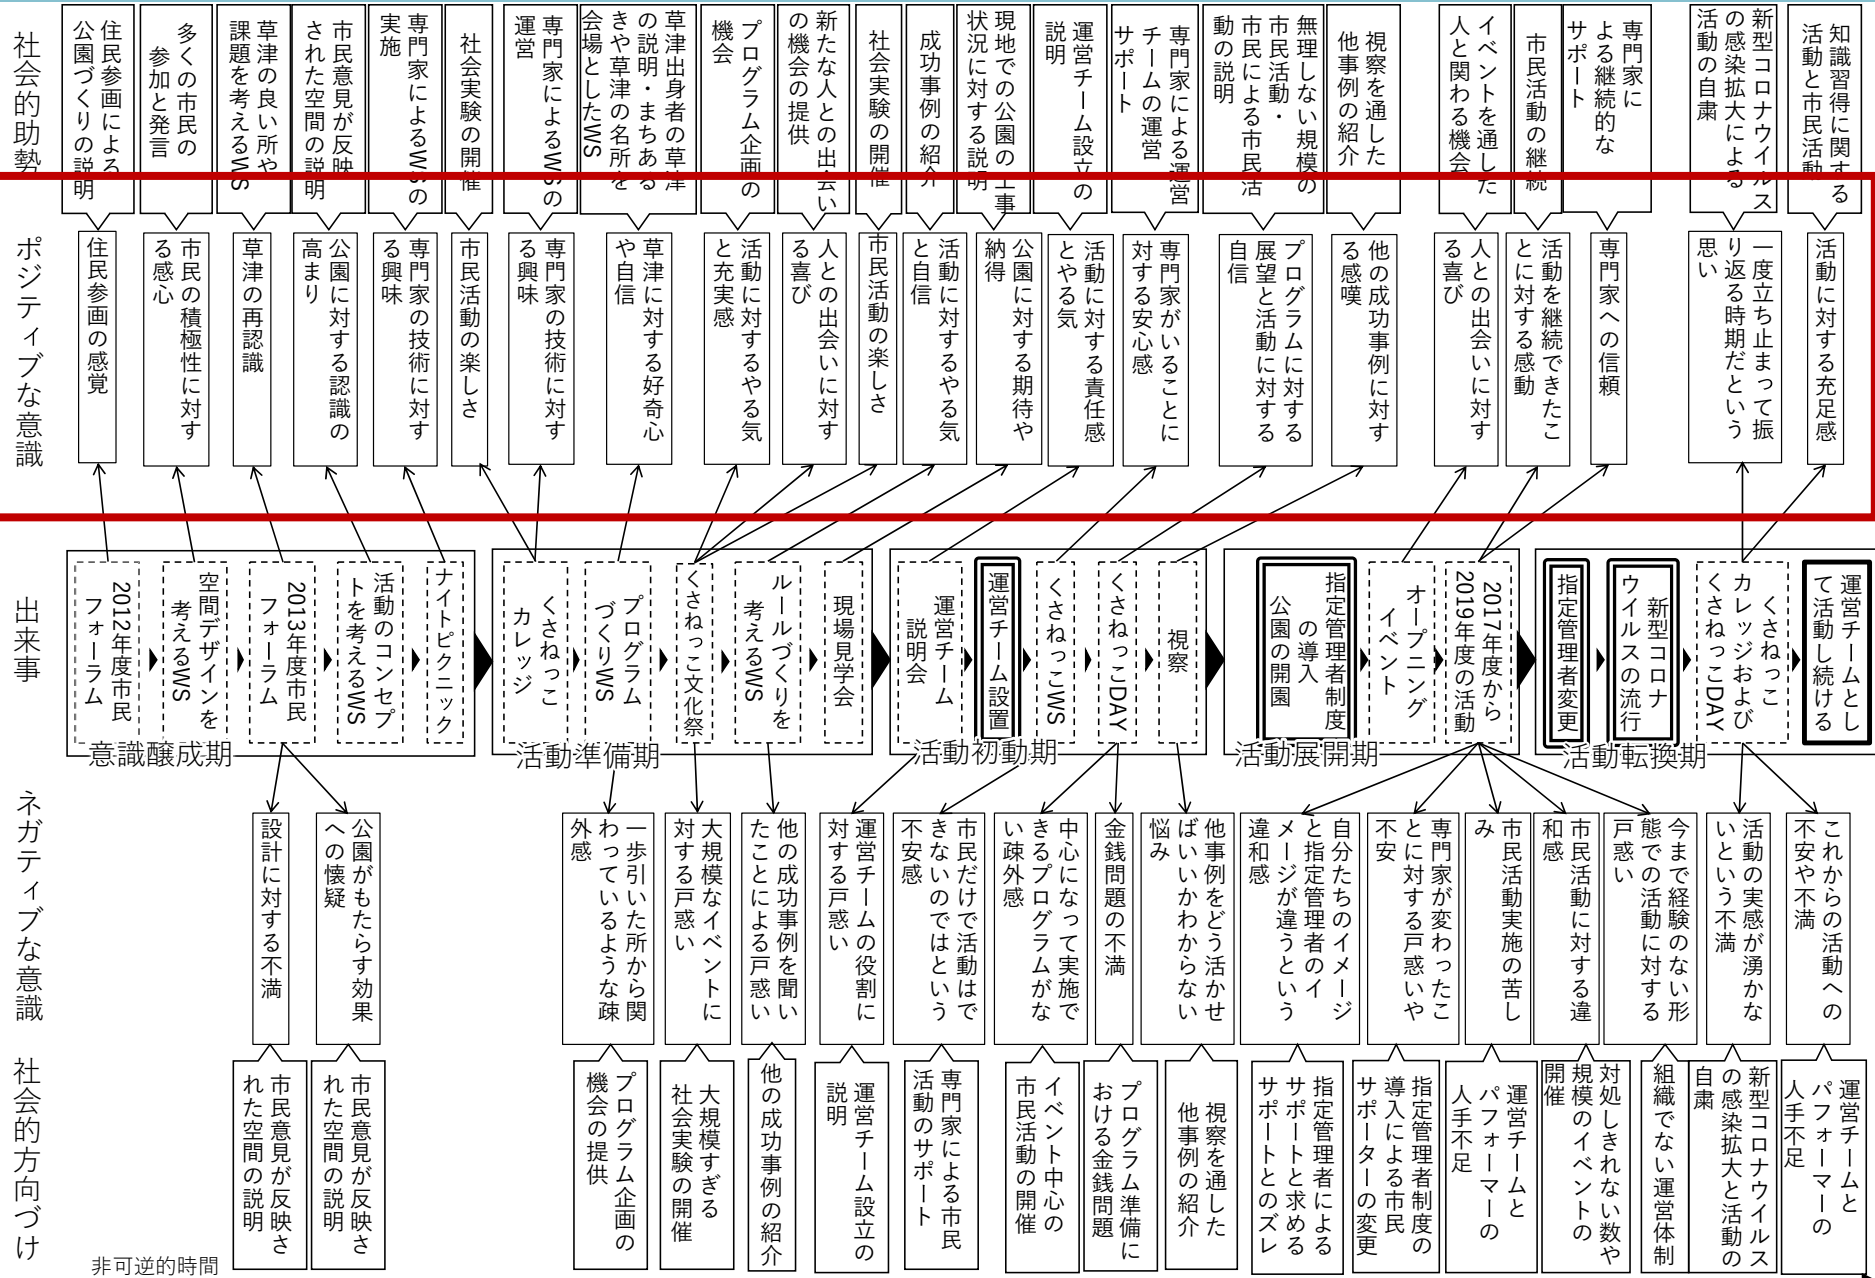 社会的助勢
住民参画による
公園づくりの説明
多くの市民の
参加と発言
草津の良い所や
課題を考えるWS
市民意見が反映
された空間の説明
専門家によるWSの
実施
社会実験の開催
専門家によるWSの
運営
草津出身者の草津
の説明・まちある
きや草津の名所を
会場としたWS
プログラム企画の
機会
新たな人との出会い
の機会の提供
社会実験の開催
成功事例の紹介
現地での公園の工事
状況に対する説明
運営チーム設立の
説明
専門家による運営
チームの運営
サポート
無理しない規模の
市民活動・
市民による市民活
動の説明
視察を通した
他事例の紹介
イベントを通した
人と関わる機会
市民活動の継続
専門家に
よる継続的な
サポート
新型コロナウイルス
の感染拡大による
活動の自粛
知識習得に関する
活動と市民活動
ポジティブな意識
住民参画の感覚
市民の積極性に対す
る感心
草津の再認識
公園に対する認識の
高まり
専門家の技術に対す
る興味
市民活動の楽しさ
専門家の技術に対す
る興味
草津に対する好奇心
や自信
活動に対するやる気
と充実感
人との出会いに対す
る喜び
市民活動の楽しさ
活動に対するやる気
と自信
公園に対する期待や
納得
活動に対する責任感
とやる気
専門家がいることに
対する安心感
プログラムに対する
展望と活動に対する
自信
他の成功事例に対す
る感嘆
人との出会いに対す
る喜び
活動を継続できたこ
とに対する感動
専門家への信頼
一度立ち止まって振
り返る時期だという
思い
活動に対する充足感
出来事
2012年度市民
フォーラム
空間デザインを
考えるWS
2013年度市民
フォーラム
活動のコンセプ
トを考えるWS
ナイトピクニック
意識醸成期
くさねっこ
カレッジ
プログラム
づくりWS
くさねっこ文化祭
ルールづくりを
考えるWS
現場見学会
活動準備期
運営チーム
説明会
運営チーム設置
くさねっこWS
くさねっこDAY
視察
活動初動期
指定管理者制度
の導入
公園の開園
オープニング
イベント
2017年度から
2019年度の活動
活動展開期
指定管理者変更
新型コロナ
ウイルスの流行
くさねっこ
カレッジおよび
くさねっこDAY
運営チームとし
て活動し続ける
活動転換期
ネガティブな意識
設計に対する不満
公園がもたらす効果
への懐疑
一歩引いた所から関
わっているような疎
外感
大規模なイベントに
対する戸惑い
他の成功事例を聞い
たことによる戸惑い
運営チームの役割に
対する戸惑い
市民だけで活動はで
きないのではという
不安感
中心になって実施で
きるプログラムがな
い疎外感
金銭問題の不満
他事例をどう活かせ
ばいいかわからない
悩み
自分たちのイメージ
と指定管理者のイ
メージが違うという
違和感
専門家が変わったこ
とに対する戸惑いや
不安
市民活動実施の苦し
み
市民活動に対する違
和感
今まで経験のない形
態での活動に対する
戸惑い
活動の実感が湧かな
いという不満
これからの活動への
不安や不満
社会的方向づけ
市民意見が反映さ
れた空間の説明
市民意見が反映さ
れた空間の説明
プログラム企画の
機会の提供
大規模すぎる
社会実験の開催
他の成功事例の紹介
運営チーム設立の
説明
専門家による市民
活動のサポート
イベント中心の
市民活動の開催
プログラム準備に
おける金銭問題
視察を通した
他事例の紹介
指定管理者による
サポートと求める
サポートとのズレ
指定管理者制度の
導入による市民
サポーターの変更
運営チームと
パフォーマーの
人手不足
対処しきれない数や
規模のイベントの
開催
組織でない運営体制
新型コロナウイルス
の感染拡大と活動の
自粛
運営チームと
パフォーマーの
人手不足
非可逆的時間